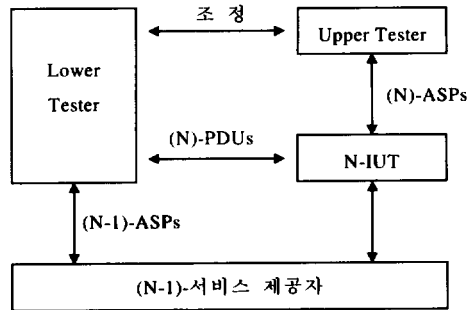 조 정
Upper Tester
Lower
Tester
(N)-ASPs
(N)-PDUs
N-IUT
(N-1)-ASPs
(N-1)-서비스 제공자